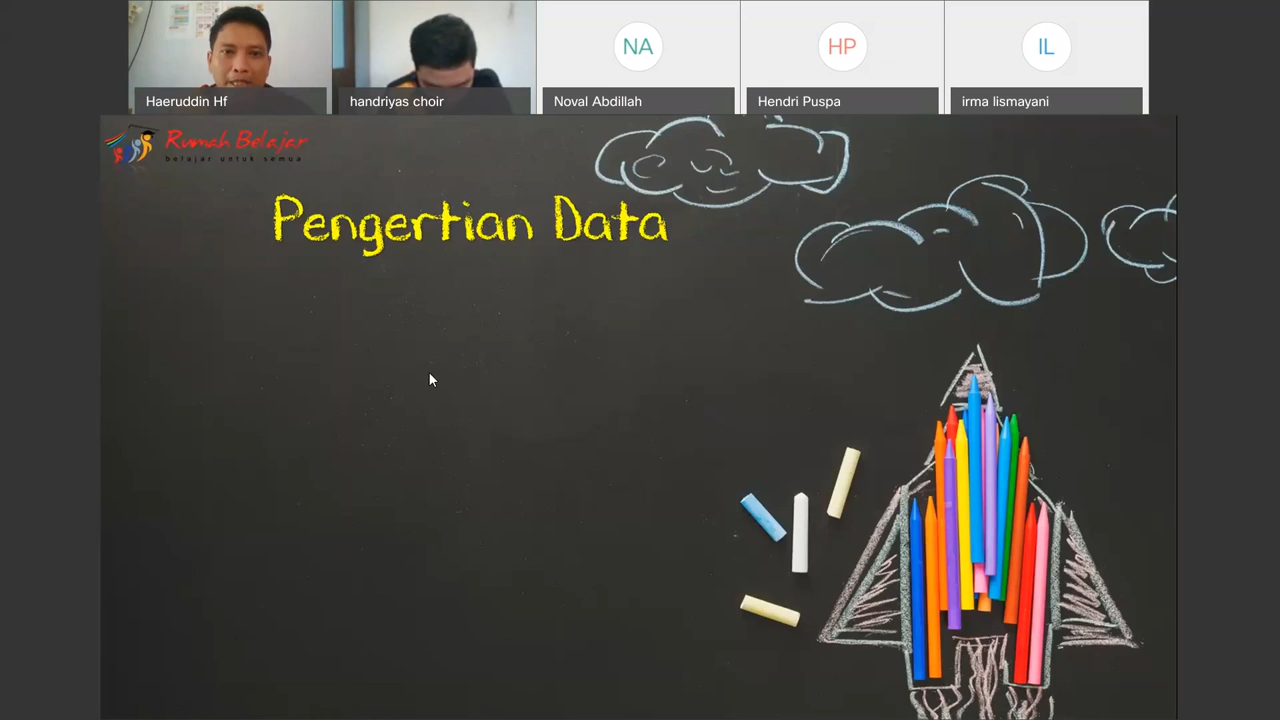 Haeruddin Hf
handriyas choir
NA
Noval Abdillah
HP
Hendri Puspa
IL
irma lismayani
Rumah Belajar
belajar untuk semua
Pengertian Data